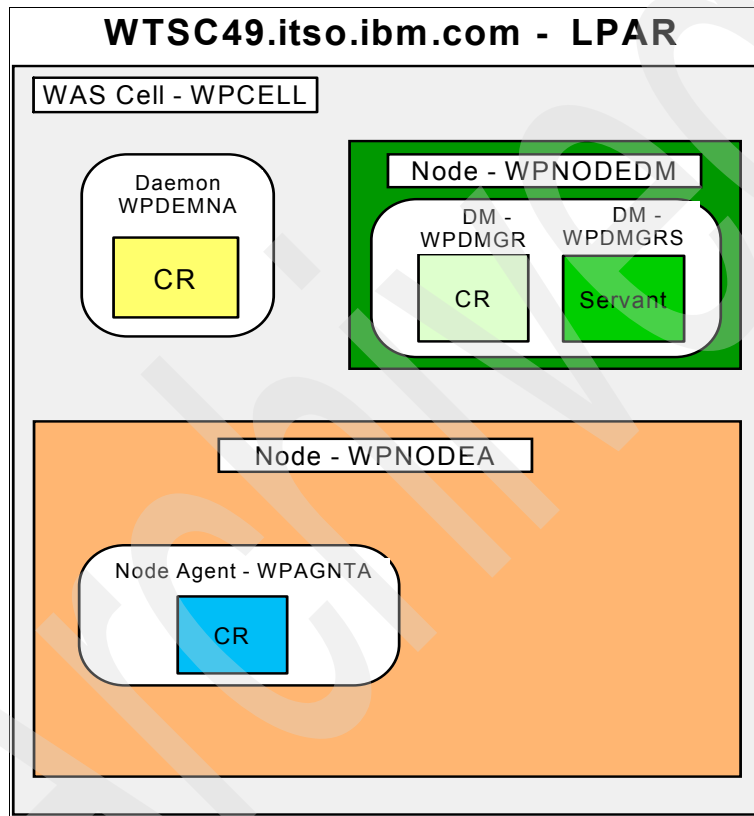 WTSC49.itso.ibm.com - LPAR
WAS Cell - WPCELL
Daemon
WPDEMNA
CR
Node - WPNODEDM
DM -
WPDMGR
CR
DM -
WPDMGRS
Servant
Node - WPNODEA
Node Agent - WPAGNTA
CR